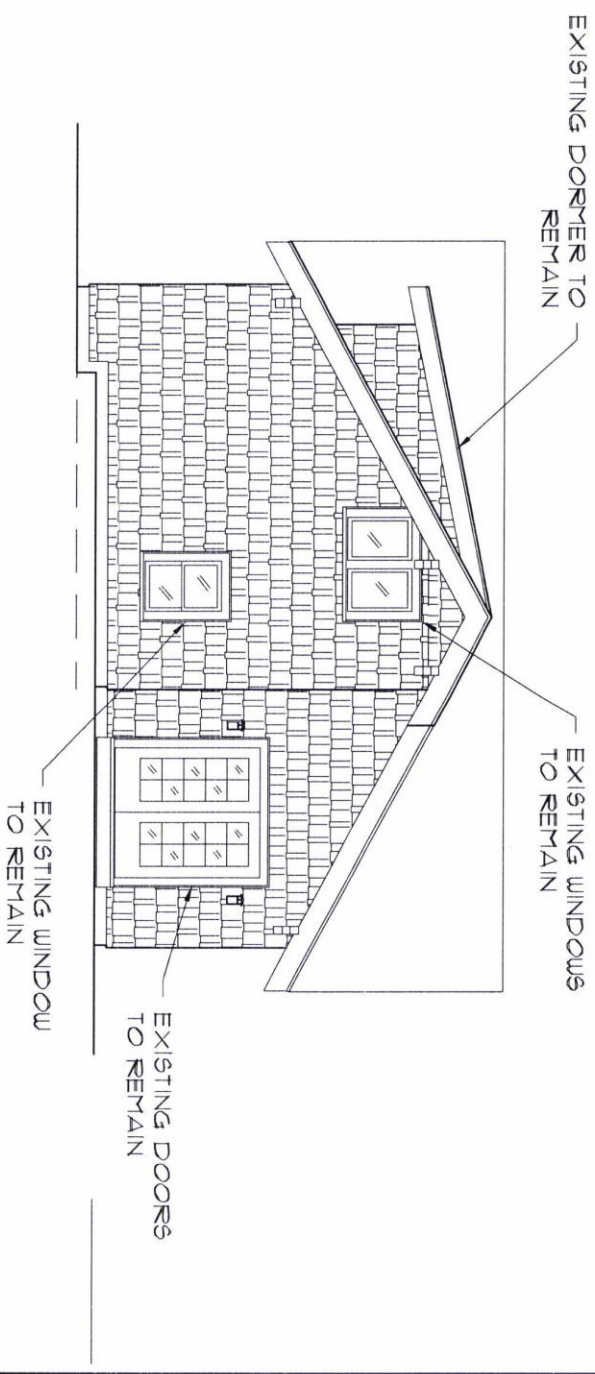 EXISTING DORMER TO
REMAIN
EXISTING WINDOWS
TO REMAIN
EXISTING WINDOW
TO REMAIN
EXISTING DOORS
TO REMAIN